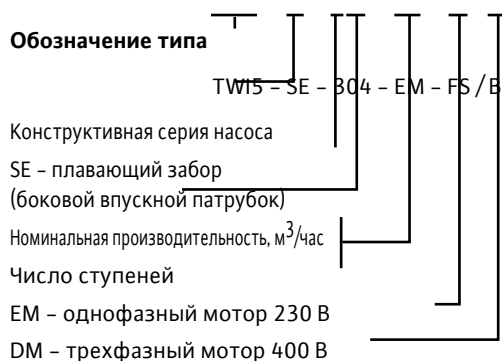 Обозначение типа
TWI5 – SE – 304 – EM – FS / B
Конструктивная серия насоса
SE – плавающий забор
(боковой впускной патрубок)
Номинальная производительность, м³/час
Число ступеней
EM – однофазный мотор 230 В
DM – трехфазный мотор 400 В